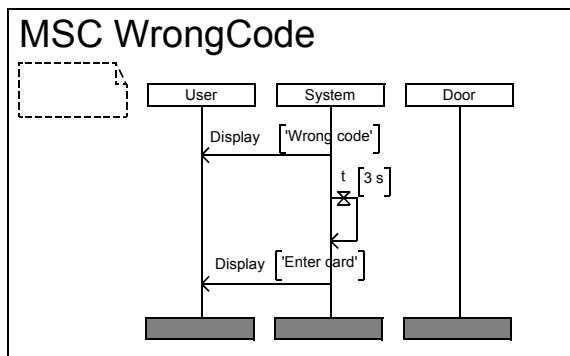 MSC WrongCode
User System Door
Display 'Wrong code'
t 3 s
Display 'Enter card'